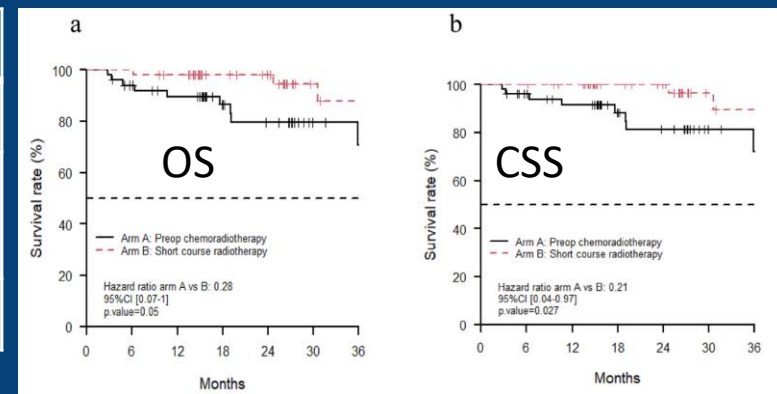 a
100
80
60
40
20
0
Survival rate (%)
OS
Arm A: Preop chemoradiotherapy
Arm B: Short course radiotherapy
Hazard ratio arm A vs B: 0.28
95%CI [0.07-1]
p.value=0.05
0 6 12 18 24 30 36
Months
b
100
80
60
40
20
0
Survival rate (%)
CSS
Arm A: Preop chemoradiotherapy
Arm B: Short course radiotherapy
Hazard ratio arm A vs B: 0.21
95%CI [0.04-0.97]
p.value=0.027
0 6 12 18 24 30 36
Months